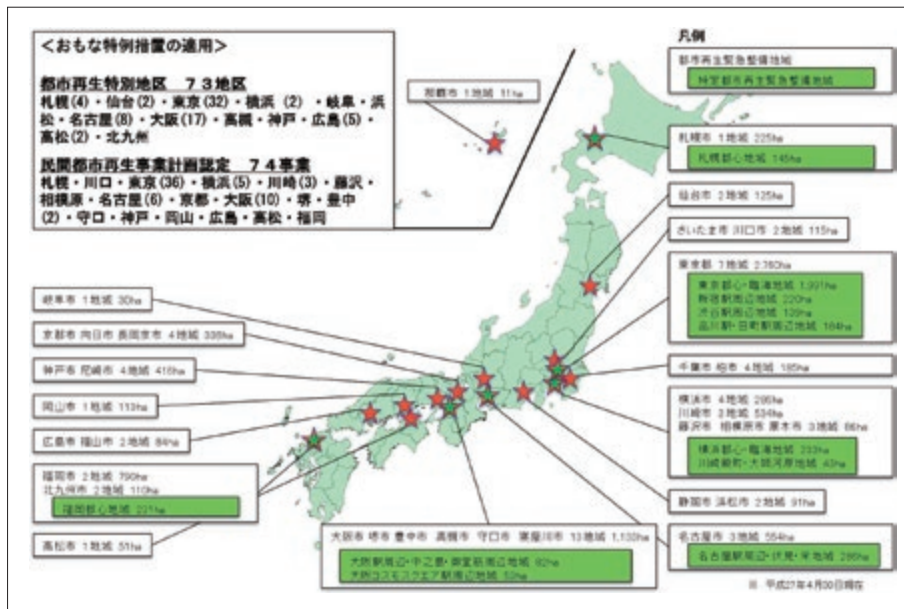 ＜おもな特例措置の適用＞
都市再生特別地区　７３地区
札幌(4)・仙台(2)・東京(32)・横浜 (2) ・岐阜・浜
松・名古屋(8)・大阪(17)・高槻・神戸・広島(5)・
高松(2)・北九州
民間都市再生事業計画認定　７４事業
札幌・川口・東京(36)・横浜(5)・川崎(3)・藤沢・
相模原・名古屋(6)・京都・大阪(10)・堺・豊中
(2)・守口・神戸・岡山・広島・高松・福岡
那覇市 1地域 11ha
凡例
都市再生緊急整備地域
特定都市再生緊急整備地域
札幌市 1地域 225ha
札幌都心地域 145ha
仙台市 2地域 125ha
さいたま市 川口市 2地域 115ha
東京都 7地域 2,760ha
東京都心・臨海地域 1,991ha
新宿駅周辺地域 220ha
渋谷駅周辺地域 139ha
品川駅・田町駅周辺地域 184ha
岐阜市 1地域 30ha
京都市 向日市 長岡京市 4地域
神戸市 尼崎市 4地域
岡山市 1地域 113ha
広島市 福山市 2地域 84ha
福岡市 2地域 790ha
北九州市 2地域 110ha
福岡都心地域 231ha
高松市 1地域 51ha
千葉市 柏市 4地域 185ha
横浜市 4地域
川崎市 3地域 534ha
藤沢市 相模原市 厚木市 3地域 86ha
横浜都心・臨海地域 233ha
川崎殿町・大師河原地域 43ha
静岡市 浜松市 2地域 91ha
名古屋市 3地域
名古屋駅周辺・伏見・栄地域
大阪市 堺市 豊中市 高槻市 守口市 寝屋川市 13地域
大阪駅周辺・中之島・御堂筋周辺地域
大阪コスモスクエア駅周辺地域
※ 平成27年4月30日現在